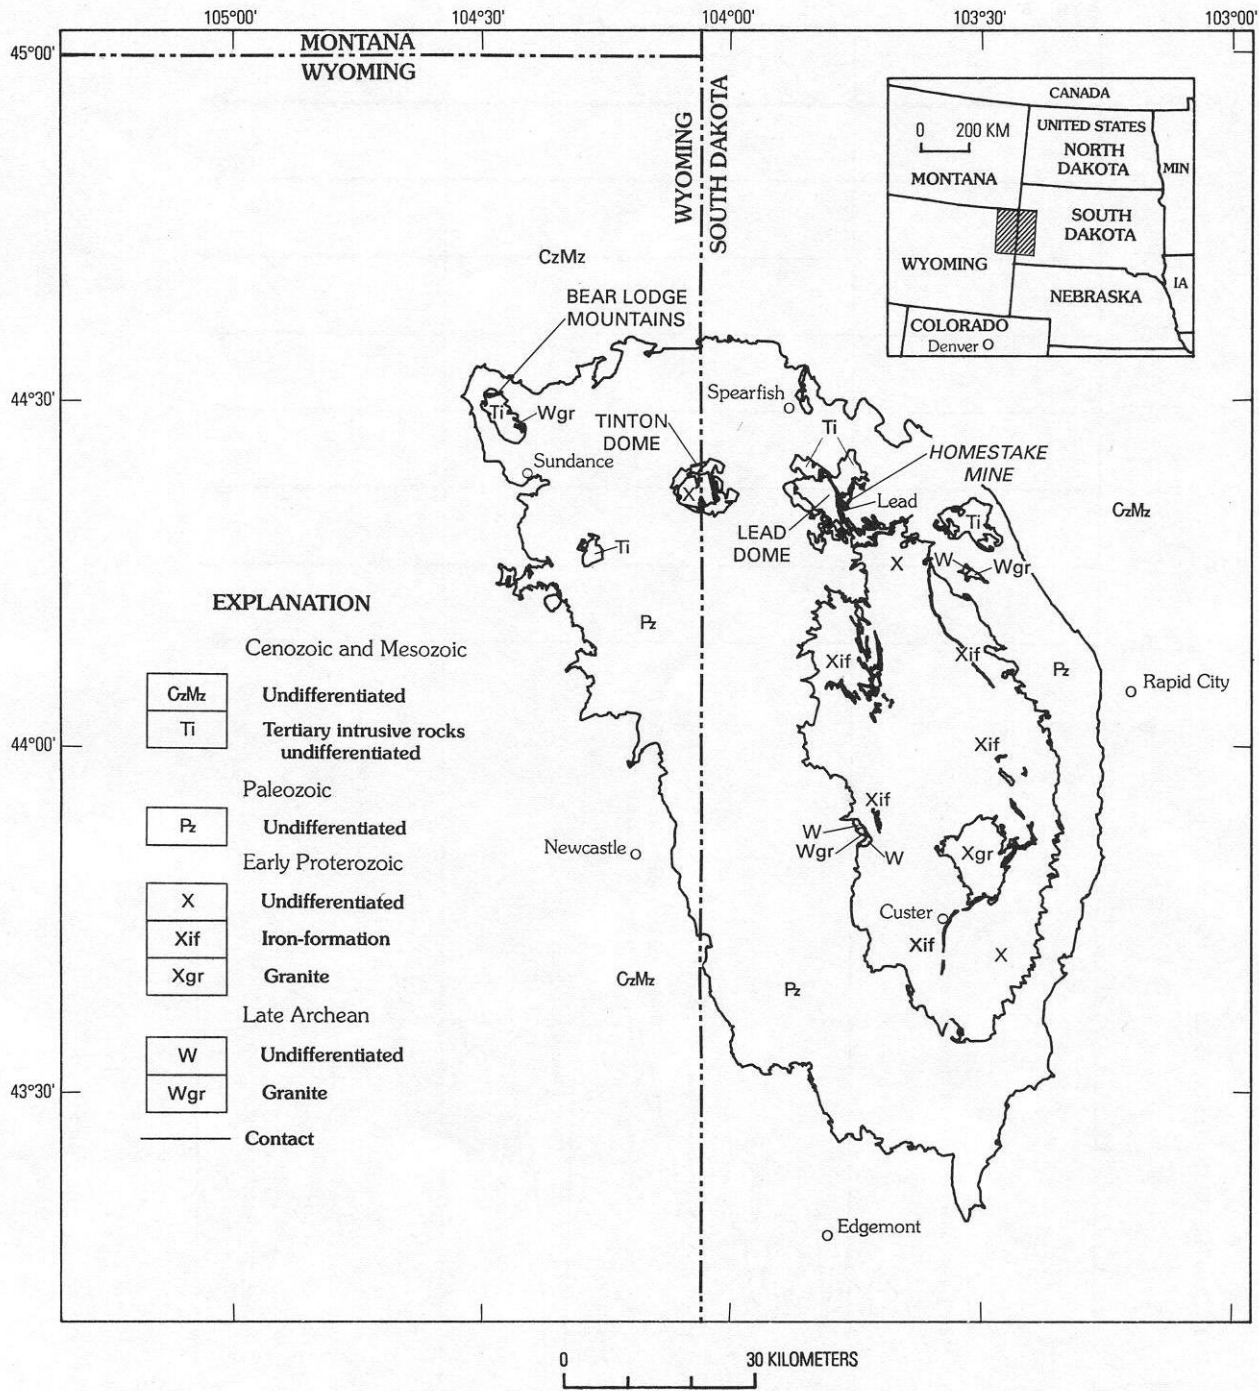 105°00'
104°30'
104°00'
103°30'
103°00'
45°00'
MONTANA
WYOMING
WYOMING
SOUTH DAKOTA
CANADA
0 200 KM
UNITED STATES
NORTH
DAKOTA
MIN
MONTANA
SOUTH
DAKOTA
WYOMING
IA
NEBRASKA
COLORADO
Denver
CzMz
BEAR LODGE
MOUNTAINS
44°30'
Ti
Wgr
TINTON
DOME
Spearfish
Ti
HOMESTAKE
MINE
Sundance
X
Lead
LEAD
DOME
Ti
CzMz
Ti
X
W
Wgr
Pz
Xif
Xif
Pz
Rapid City
EXPLANATION
Cenozoic and Mesozoic
CzMz Undifferentiated
Ti Tertiary intrusive rocks
undifferentiated
Paleozoic
Pz Undifferentiated
Early Proterozoic
X Undifferentiated
Xif Iron-formation
Xgr Granite
Late Archean
W Undifferentiated
Wgr Granite
Contact
44°00'
Xif
Xif
W
Wgr
W
Newcastle
Xgr
Custer
Xif
X
CzMz
Pz
43°30'
Edgemont
0 30 KILOMETERS